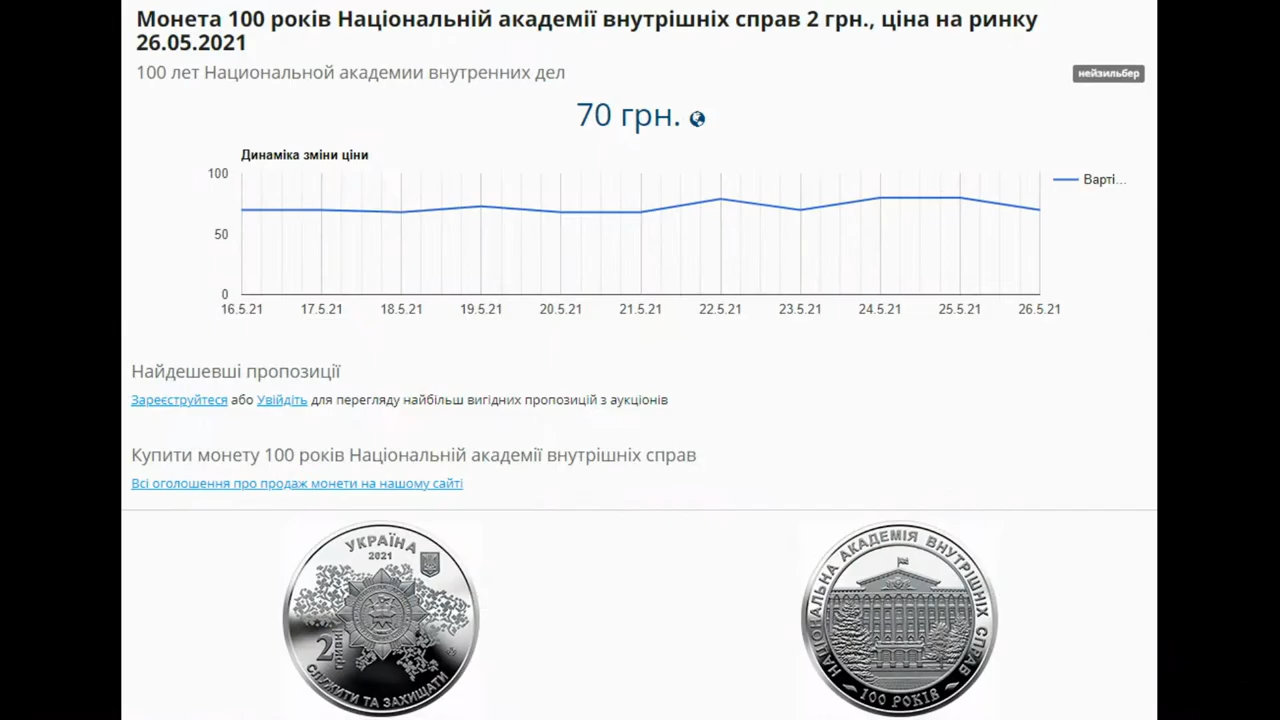 Монета 100 років Національній академії внутрішніх справ 2 грн., ціна на ринку
26.05.2021
100 лет Национальной академии внутренних дел
нейзильбер
70 грн.
Динаміка зміни ціни
100
50
0
Варті...
16.5.21 17.5.21 18.5.21 19.5.21 20.5.21 21.5.21 22.5.21 23.5.21 24.5.21 25.5.21 26.5.21
Найдешевші пропозиції
Зареєструйтеся або Увійдіть для перегляду найбільш вигідних пропозицій з аукціонів
Купити монету 100 років Національній академії внутрішніх справ
Всі оголошення про продаж монети на нашому сайті
УКРАЇНА
2021
2
гривні
СЛУЖИТИ ТА ЗАХИЩАТИ
НАЦІОНАЛЬНА АКАДЕМІЯ ВНУТРІШНІХ СПРАВ
100 РОКІВ